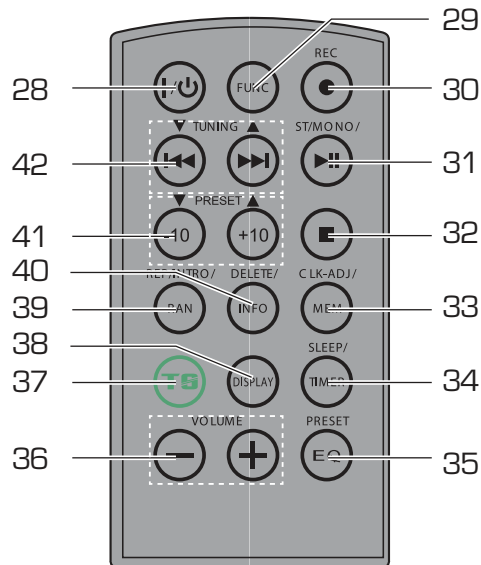 29
REC
28 I/⏻ FUNC 30
▼ TUNING ▲ ST/MONO/
42 31
▼ PRESET ▲
41 -10 +10 32
40 REP/INTRO/ DELETE/ CLK-ADJ/
39 RAN INFO MEM 33
38 SLEEP/
37 TS DISPLAY TIMER 34
VOLUME PRESET
36 EQ 35